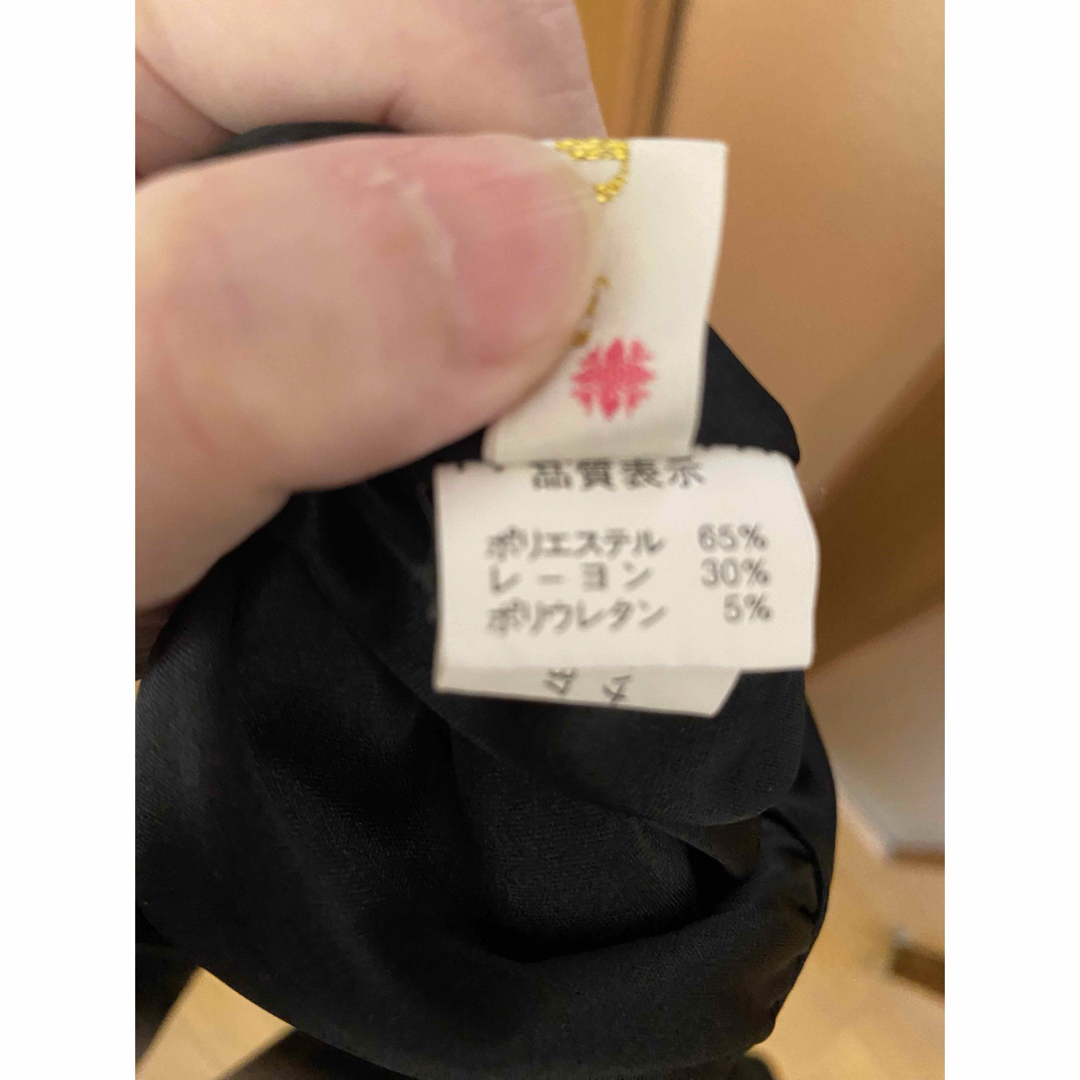 品質表示
ポリエステル 65%
レーヨン 30%
ポリウレタン 5%